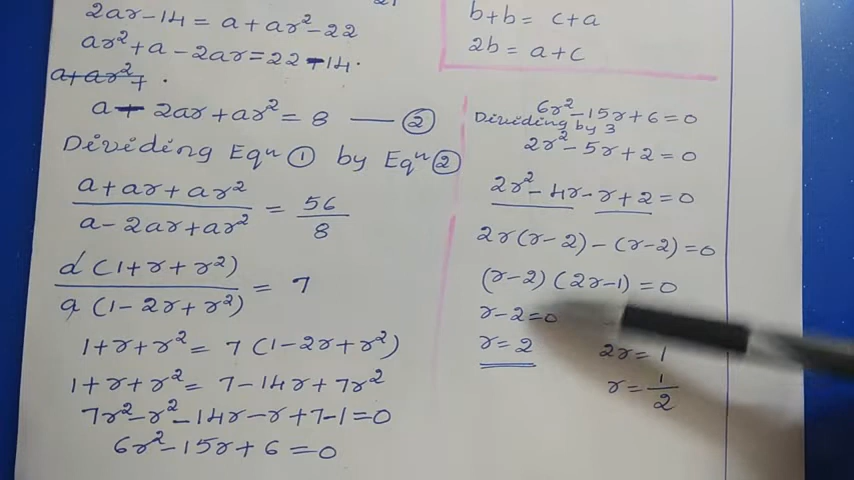 2ar-14 = a+ar²-22
ar²+a-2ar=22-14.
a+ar²+
a - 2ar+ar² = 8 — ②
Dividing Eqⁿ ① by Eqⁿ ②
a+ar+ar² / a-2ar+ar² = 56 / 8
a(1+r+r²) / a(1-2r+r²) = 7
1+r+r² = 7(1-2r+r²)
1+r+r² = 7-14r+7r²
7r²-r²-14r-r+7-1=0
6r²-15r+6=0
b+b = c+a
2b = a+c
6r²-15r+6=0
Dividing by 3
2r²-5r+2=0
2r²-4r-r+2=0
2r(r-2)-(r-2)=0
(r-2)(2r-1)=0
r-2=0
r=2
2r=1
r=1/2